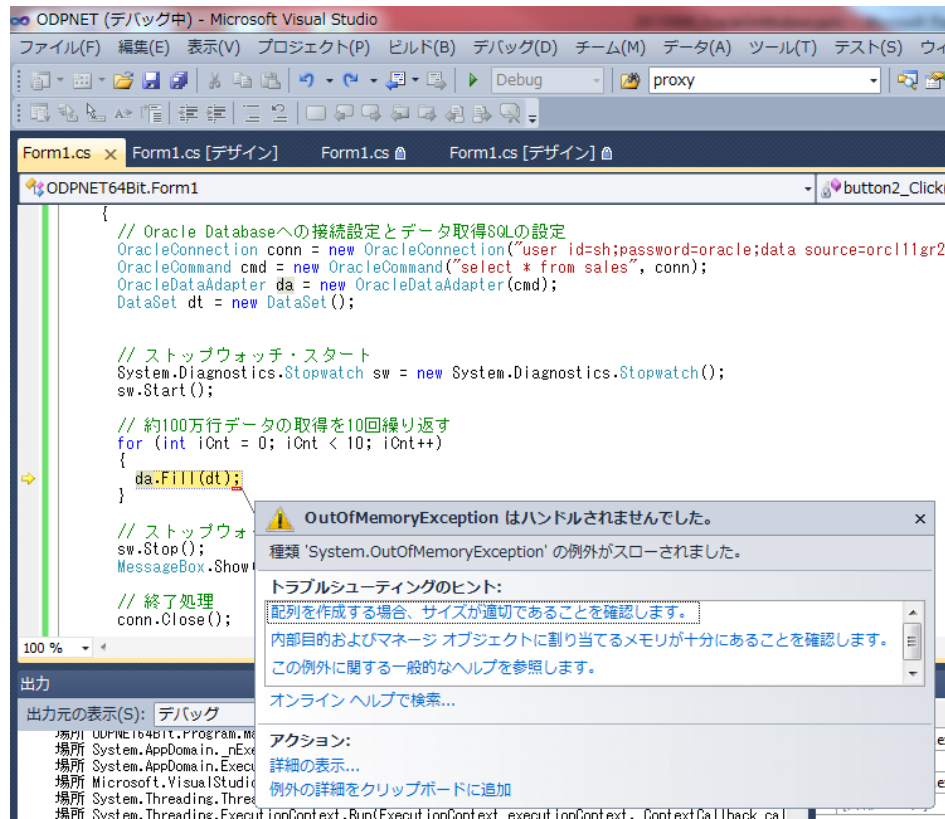 ODPNET (デバッグ中) - Microsoft Visual Studio
ファイル(F) 編集(E) 表示(V) プロジェクト(P) ビルド(B) デバッグ(D) チーム(M) データ(A) ツール(T) テスト(S) ウイ
Debug proxy
Form1.cs Form1.cs [デザイン] Form1.cs Form1.cs [デザイン]
ODPNET64Bit.Form1 button2_Click(
{
// Oracle Databaseへの接続設定とデータ取得SQLの設定
OracleConnection conn = new OracleConnection("user id=sh;password=oracle;data source=orcl11gr2
OracleCommand cmd = new OracleCommand("select * from sales", conn);
OracleDataAdapter da = new OracleDataAdapter(cmd);
DataSet dt = new DataSet();
// ストップウォッチ・スタート
System.Diagnostics.Stopwatch sw = new System.Diagnostics.Stopwatch();
sw.Start();
// 約100万行データの取得を10回繰り返す
for (int iCnt = 0; iCnt < 10; iCnt++)
{
da.Fill(dt);
}
// ストップウォ
sw.Stop();
MessageBox.Show(
// 終了処理
conn.Close();
100 %
OutOfMemoryException はハンドルされませんでした。
種類 'System.OutOfMemoryException' の例外がスローされました。
トラブルシューティングのヒント:
配列を作成する場合、サイズが適切であることを確認します。
内部目的およびマネージ オブジェクトに割り当てるメモリが十分にあることを確認します。
この例外に関する一般的なヘルプを参照します。
オンライン ヘルプで検索...
アクション:
詳細の表示...
例外の詳細をクリップボードに追加
出力
出力元の表示(S): デバッグ
場所 ODPNET64Bit.Program.Ma
場所 System.AppDomain._nExe
場所 System.AppDomain.Execu
場所 Microsoft.VisualStudio
場所 System.Threading.Threa
場所 System.Threading.ExecutionContext.Run(ExecutionContext executionContext, ContextCallback cal